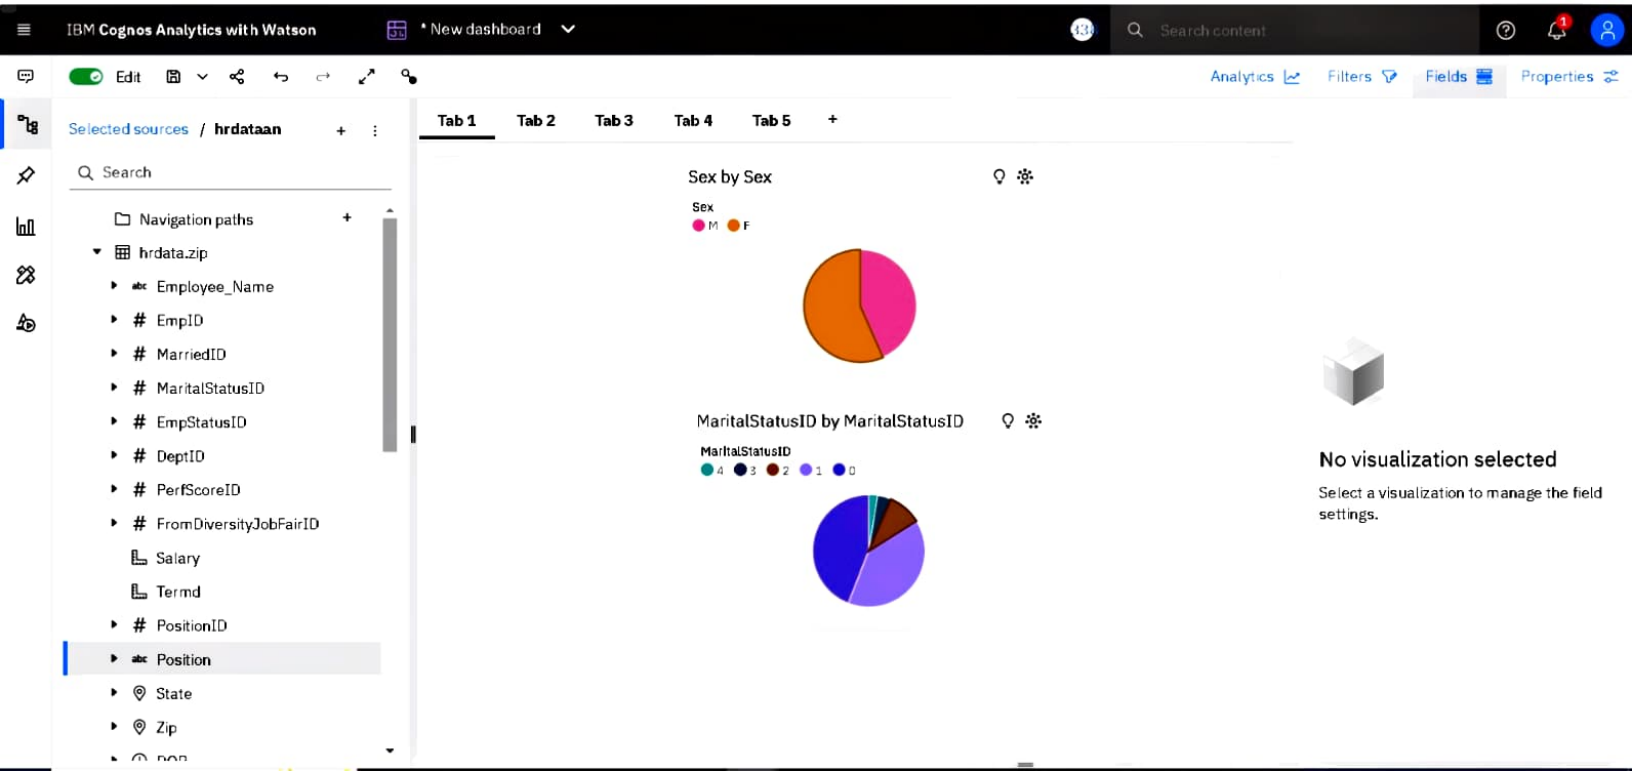 IBM Cognos Analytics with Watson
* New dashboard
Search content
1
Edit
Analytics
Filters
Fields
Properties
Selected sources / hrdataan
Search
Navigation paths
hrdata.zip
abc Employee_Name
# EmpID
# MarriedID
# MaritalStatusID
# EmpStatusID
# DeptID
# PerfScoreID
# FromDiversityJobFairID
Salary
Termd
# PositionID
abc Position
State
Zip
Tab 1
Tab 2
Tab 3
Tab 4
Tab 5
+
Sex by Sex
Sex
M F
MaritalStatusID by MaritalStatusID
MaritalStatusID
4 3 2 1 0
No visualization selected
Select a visualization to manage the field
settings.